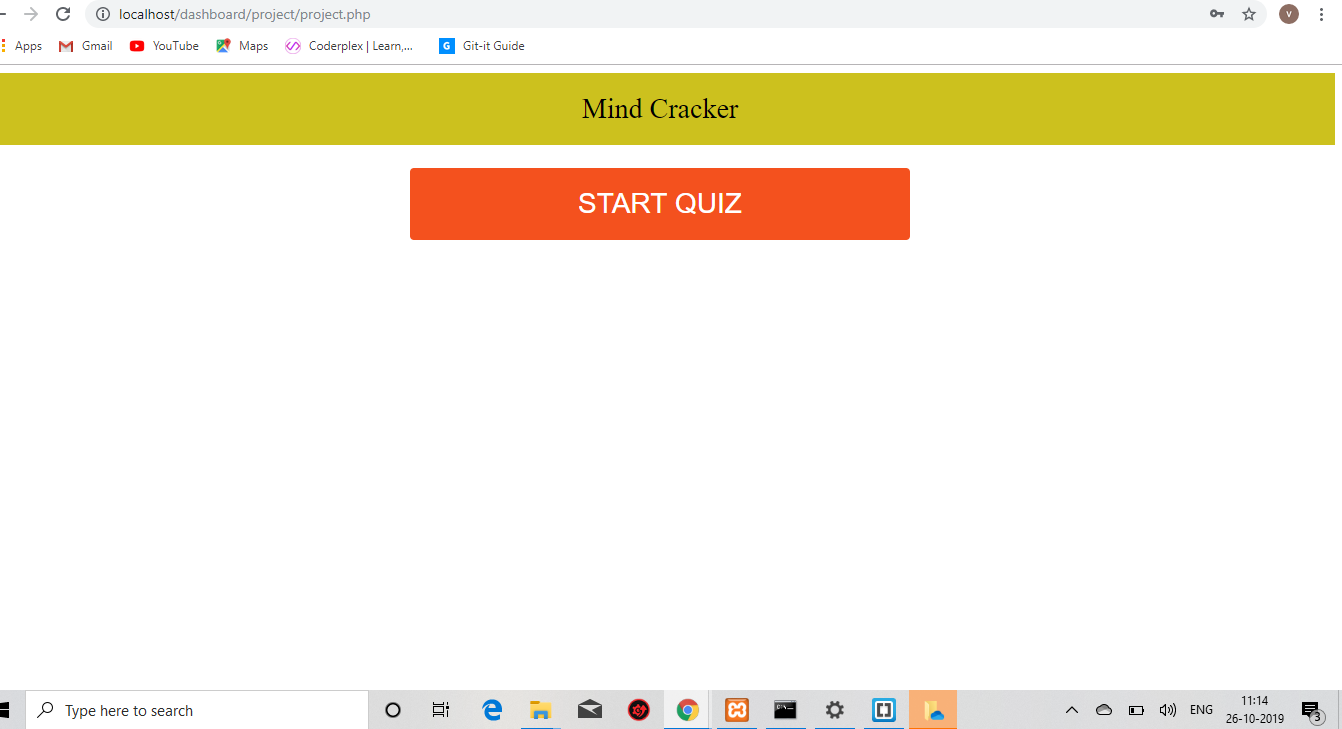 localhost/dashboard/project/project.php
V
Apps Gmail YouTube Maps Coderplex | Learn,... G Git-it Guide
Mind Cracker
START QUIZ
Type here to search
ENG
11:14
26-10-2019
3